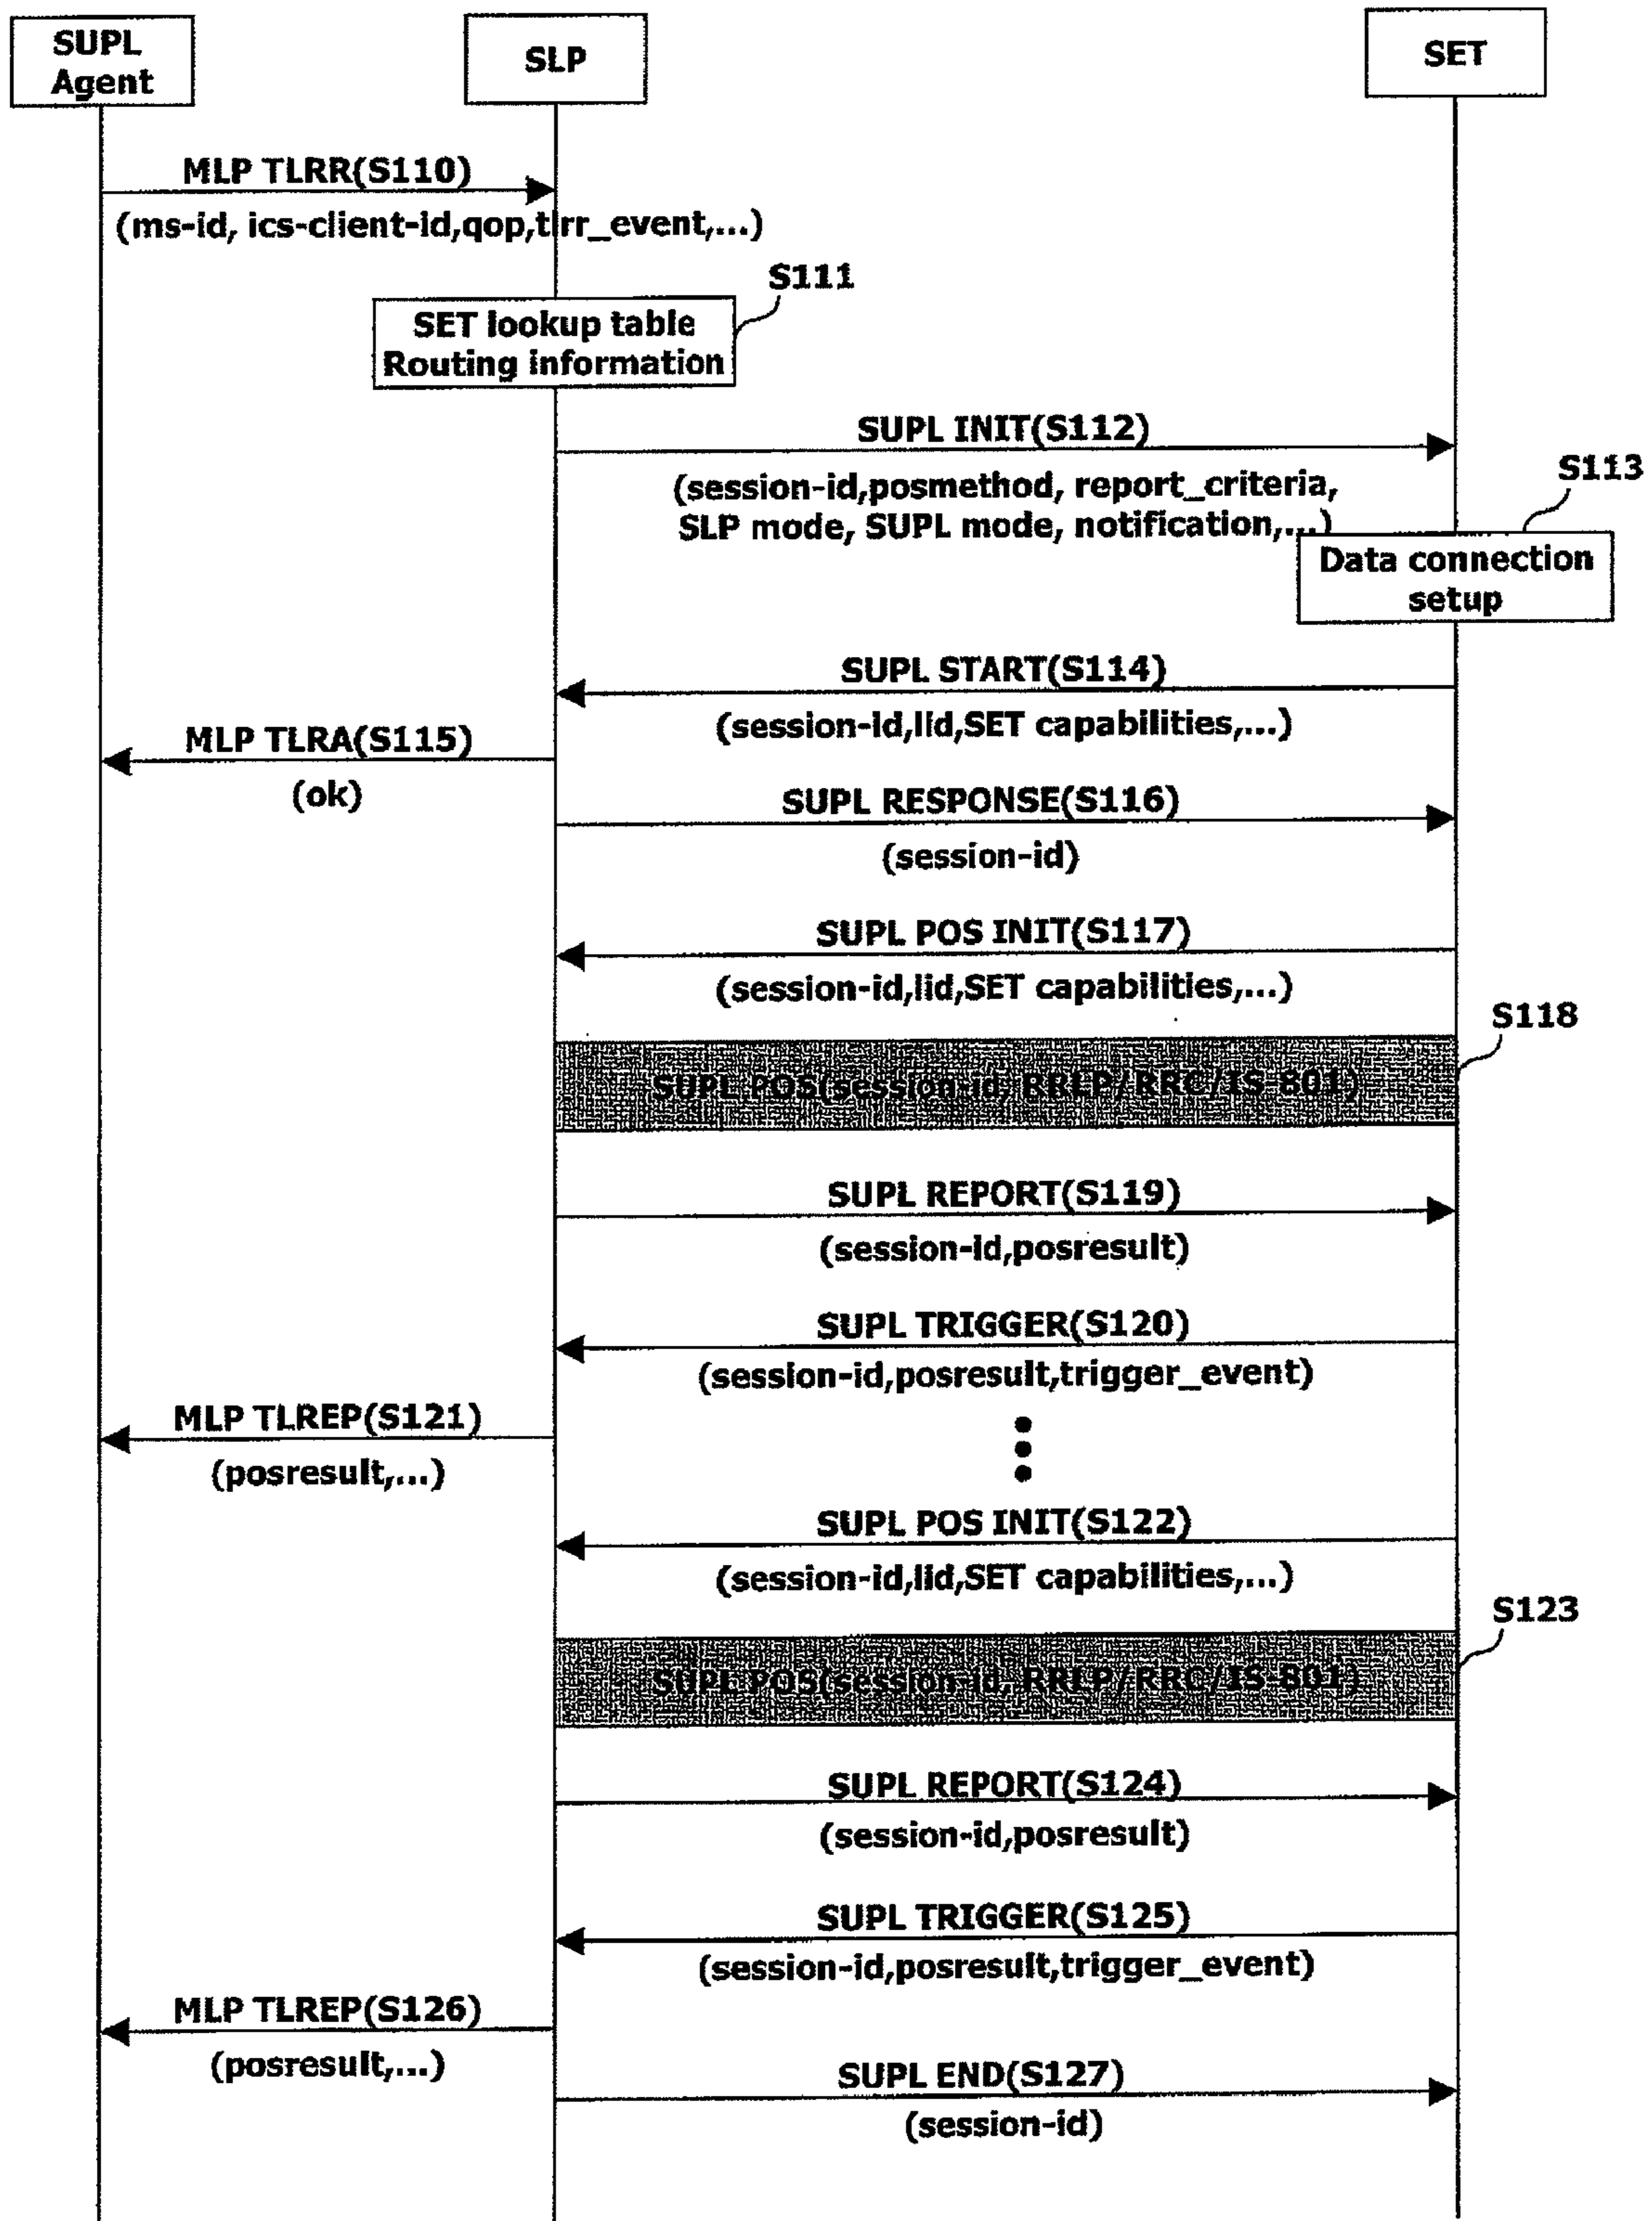 SUPL
Agent
SLP
SET
MLP TLRR(S110)
(ms-id, ics-client-id,qop,tlrr_event,...)
S111
SET lookup table
Routing information
SUPL INIT(S112)
(session-id,posmethod, report_criteria,
SLP mode, SUPL mode, notification,...)
S113
Data connection
setup
SUPL START(S114)
(session-id,lid,SET capabilities,...)
MLP TLRA(S115)
(ok)
SUPL RESPONSE(S116)
(session-id)
SUPL POS INIT(S117)
(session-id,lid,SET capabilities,...)
S118
SUPL POS(session-id, RRLP/RRC/IS-801)
SUPL REPORT(S119)
(session-id,posresult)
SUPL TRIGGER(S120)
(session-id,posresult,trigger_event)
MLP TLREP(S121)
(posresult,...)
SUPL POS INIT(S122)
(session-id,lid,SET capabilities,...)
S123
SUPL POS(session-id, RRLP/RRC/IS-801)
SUPL REPORT(S124)
(session-id,posresult)
SUPL TRIGGER(S125)
(session-id,posresult,trigger_event)
MLP TLREP(S126)
(posresult,...)
SUPL END(S127)
(session-id)